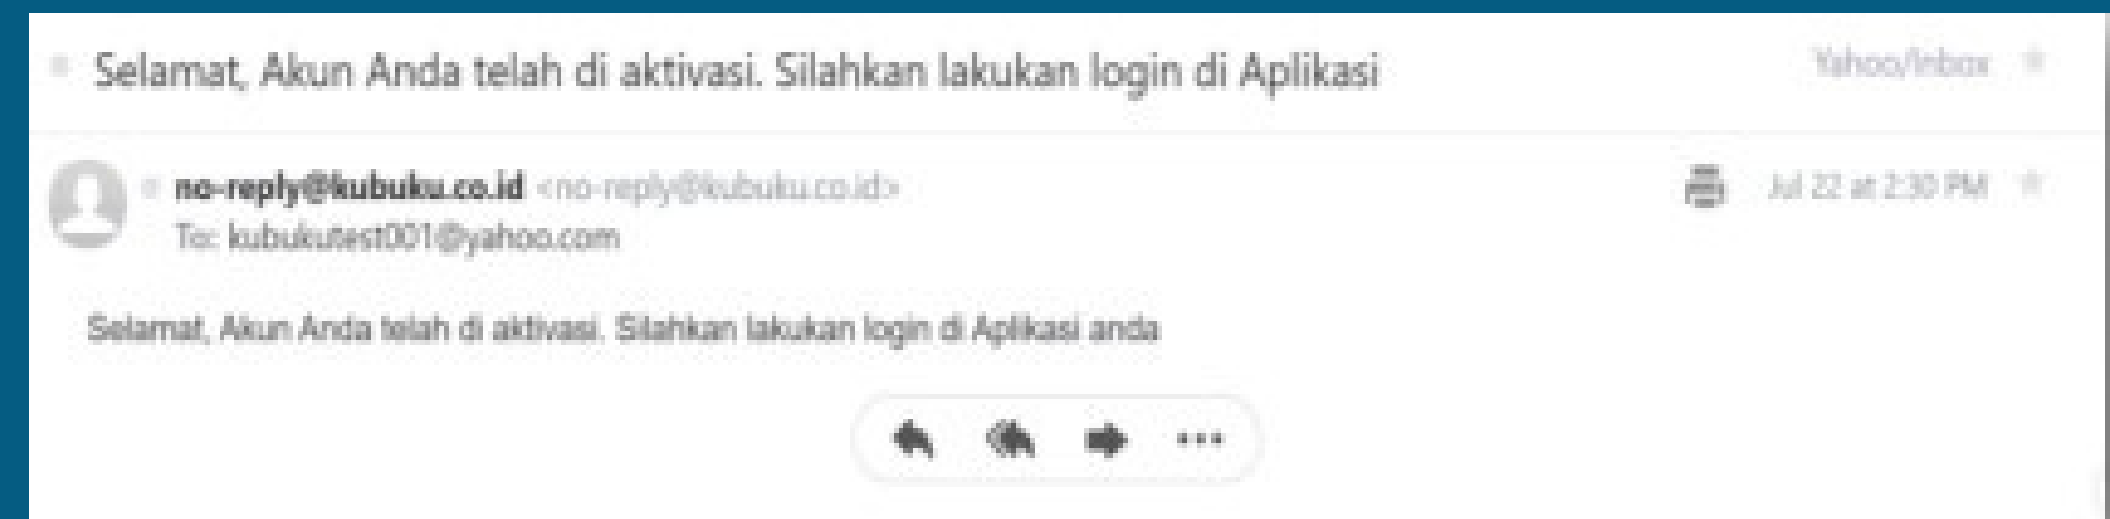 Selamat, Akun Anda telah di aktivasi. Silahkan lakukan login di Aplikasi
Yahoo/Inbox
no-reply@kubuku.co.id <no-reply@kubuku.co.id>
Jul 22 at 2:30 PM
To: kubukutest001@yahoo.com
Selamat, Akun Anda telah di aktivasi. Silahkan lakukan login di Aplikasi anda